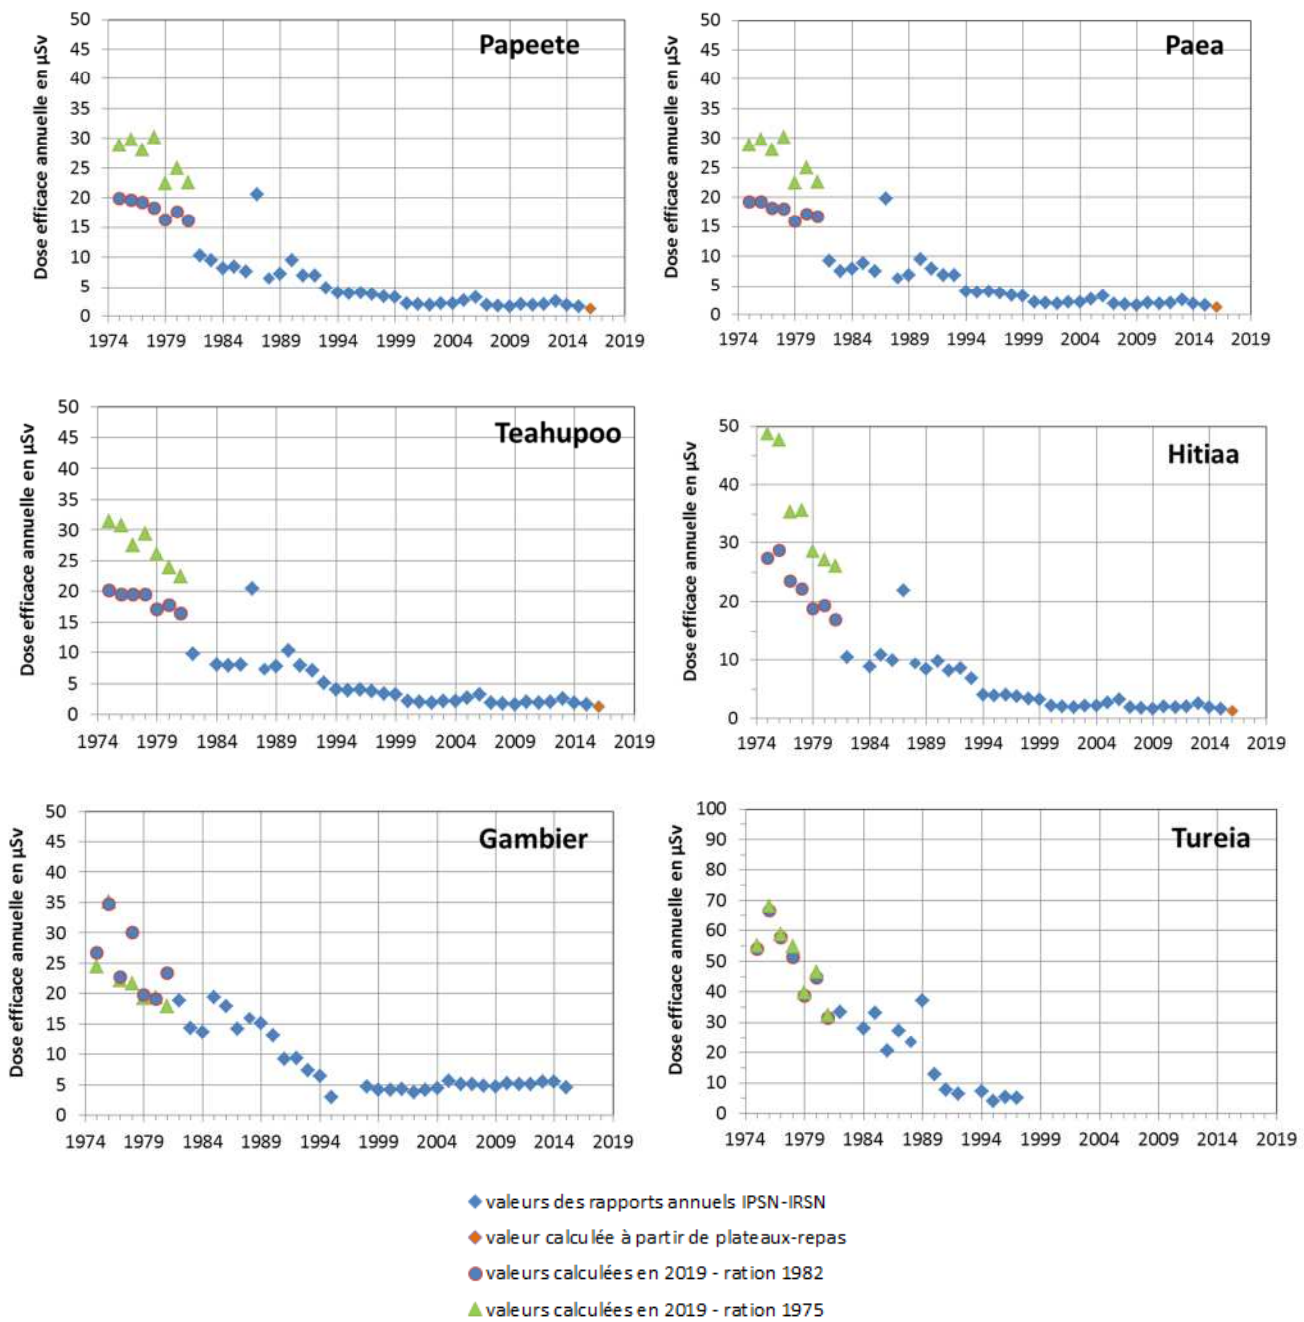 Papeete
Dose efficace annuelle en µSv
50
45
40
35
30
25
20
15
10
5
0
1974 1979 1984 1989 1994 1999 2004 2009 2014 2019
Paea
Dose efficace annuelle en µSv
50
45
40
35
30
25
20
15
10
5
0
1974 1979 1984 1989 1994 1999 2004 2009 2014 2019
Teahupoo
Dose efficace annuelle en µSv
50
45
40
35
30
25
20
15
10
5
0
1974 1979 1984 1989 1994 1999 2004 2009 2014 2019
Hitiaa
Dose efficace annuelle en µSv
50
40
30
20
10
0
1974 1979 1984 1989 1994 1999 2004 2009 2014 2019
Gambier
Dose efficace annuelle en µSv
50
45
40
35
30
25
20
15
10
5
0
1974 1979 1984 1989 1994 1999 2004 2009 2014 2019
Tureia
Dose efficace annuelle en µSv
100
90
80
70
60
50
40
30
20
10
0
1974 1979 1984 1989 1994 1999 2004 2009 2014 2019
valeurs des rapports annuels IPSN-IRSN
valeur calculée à partir de plateaux-repas
valeurs calculées en 2019 - ration 1982
valeurs calculées en 2019 - ration 1975